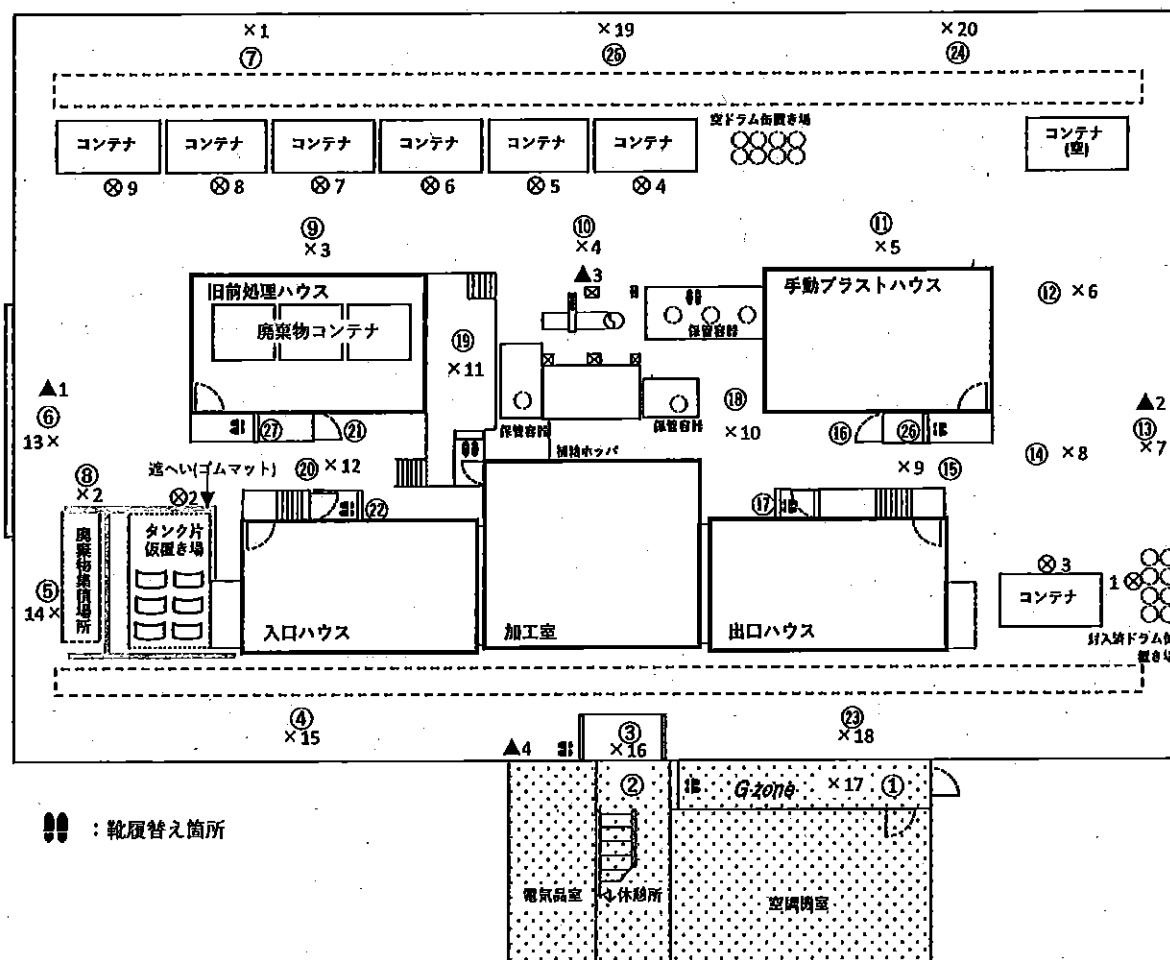 ×1 ×19 ×20
⑦ ㉕ ㉔
空ドラム缶置き場
コンテナ コンテナ コンテナ コンテナ コンテナ コンテナ
コンテナ
(空)
⊗9 ⊗8 ⊗7 ⊗6 ⊗5 ⊗4
⑨ ⑩ ⑪
×3 ×4 ×5
▲3
旧前処理ハウス
手動ブラストハウス
⑫ ×6
廃棄物コンテナ
保管容器
⑲
×11
▲1
⑥
13×
⑱
×10
▲2
⑬
×7
保管容器
保管容器
㉗ ㉑ ⑯ ㉖
補給ホッパ
⑭ ×8
⑧
×2
遮へい(ゴムマット)
⑳ ×12
×9 ⑮
⊗2
㉒
⑰
廃棄物集積場所
タンク片
仮置き場
⑤
14×
⊗3
コンテナ
1⊗
入口ハウス
加工室
出口ハウス
封入済ドラム缶
置き場
④
×15
▲4
③
×16
㉓
×18
②
G-zone
×17
①
:靴履替え箇所
電気品室
休憩所